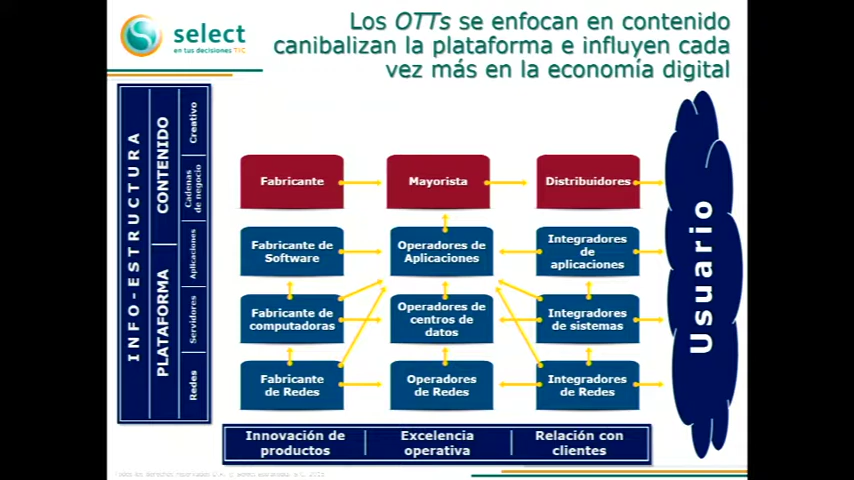 select
en tus decisiones TIC
Los OTTs se enfocan en contenido
canibalizan la plataforma e influyen cada
vez más en la economía digital
INFO-ESTRUCTURA
CONTENIDO
PLATAFORMA
Creativo
Cadenas
de negocio
Aplicaciones
Servidores
Redes
Fabricante
Mayorista
Distribuidores
Fabricante de
Software
Operadores de
Aplicaciones
Integradores
de
aplicaciones
Fabricante de
computadoras
Operadores de
centros de
datos
Integradores
de sistemas
Fabricante
de Redes
Operadores
de Redes
Integradores
de Redes
Usuario
Innovación de
productos
Excelencia
operativa
Relación con
clientes